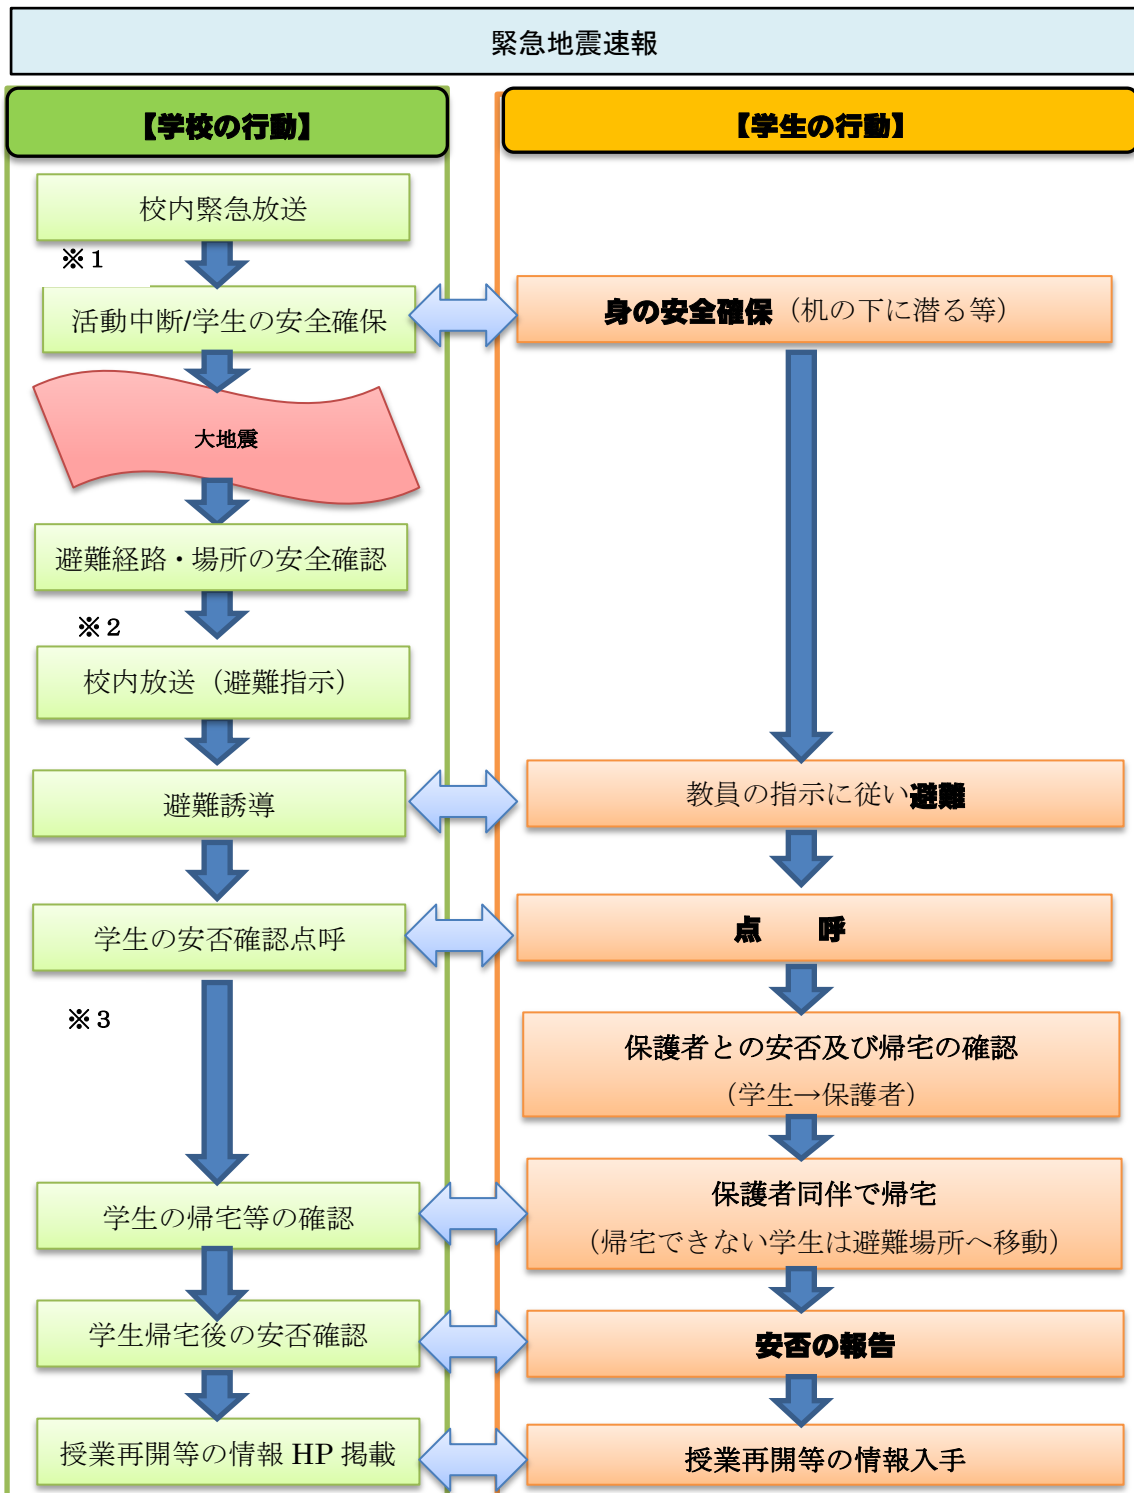 緊急地震速報
【学校の行動】
校内緊急放送
※1
活動中断/学生の安全確保
大地震
避難経路・場所の安全確認
※2
校内放送（避難指示）
避難誘導
学生の安否確認点呼
※3
学生の帰宅等の確認
学生帰宅後の安否確認
授業再開等の情報 HP 掲載
【学生の行動】
身の安全確保（机の下に潜る等）
教員の指示に従い避難
点　　呼
保護者との安否及び帰宅の確認
（学生→保護者）
保護者同伴で帰宅
（帰宅できない学生は避難場所へ移動）
安否の報告
授業再開等の情報入手